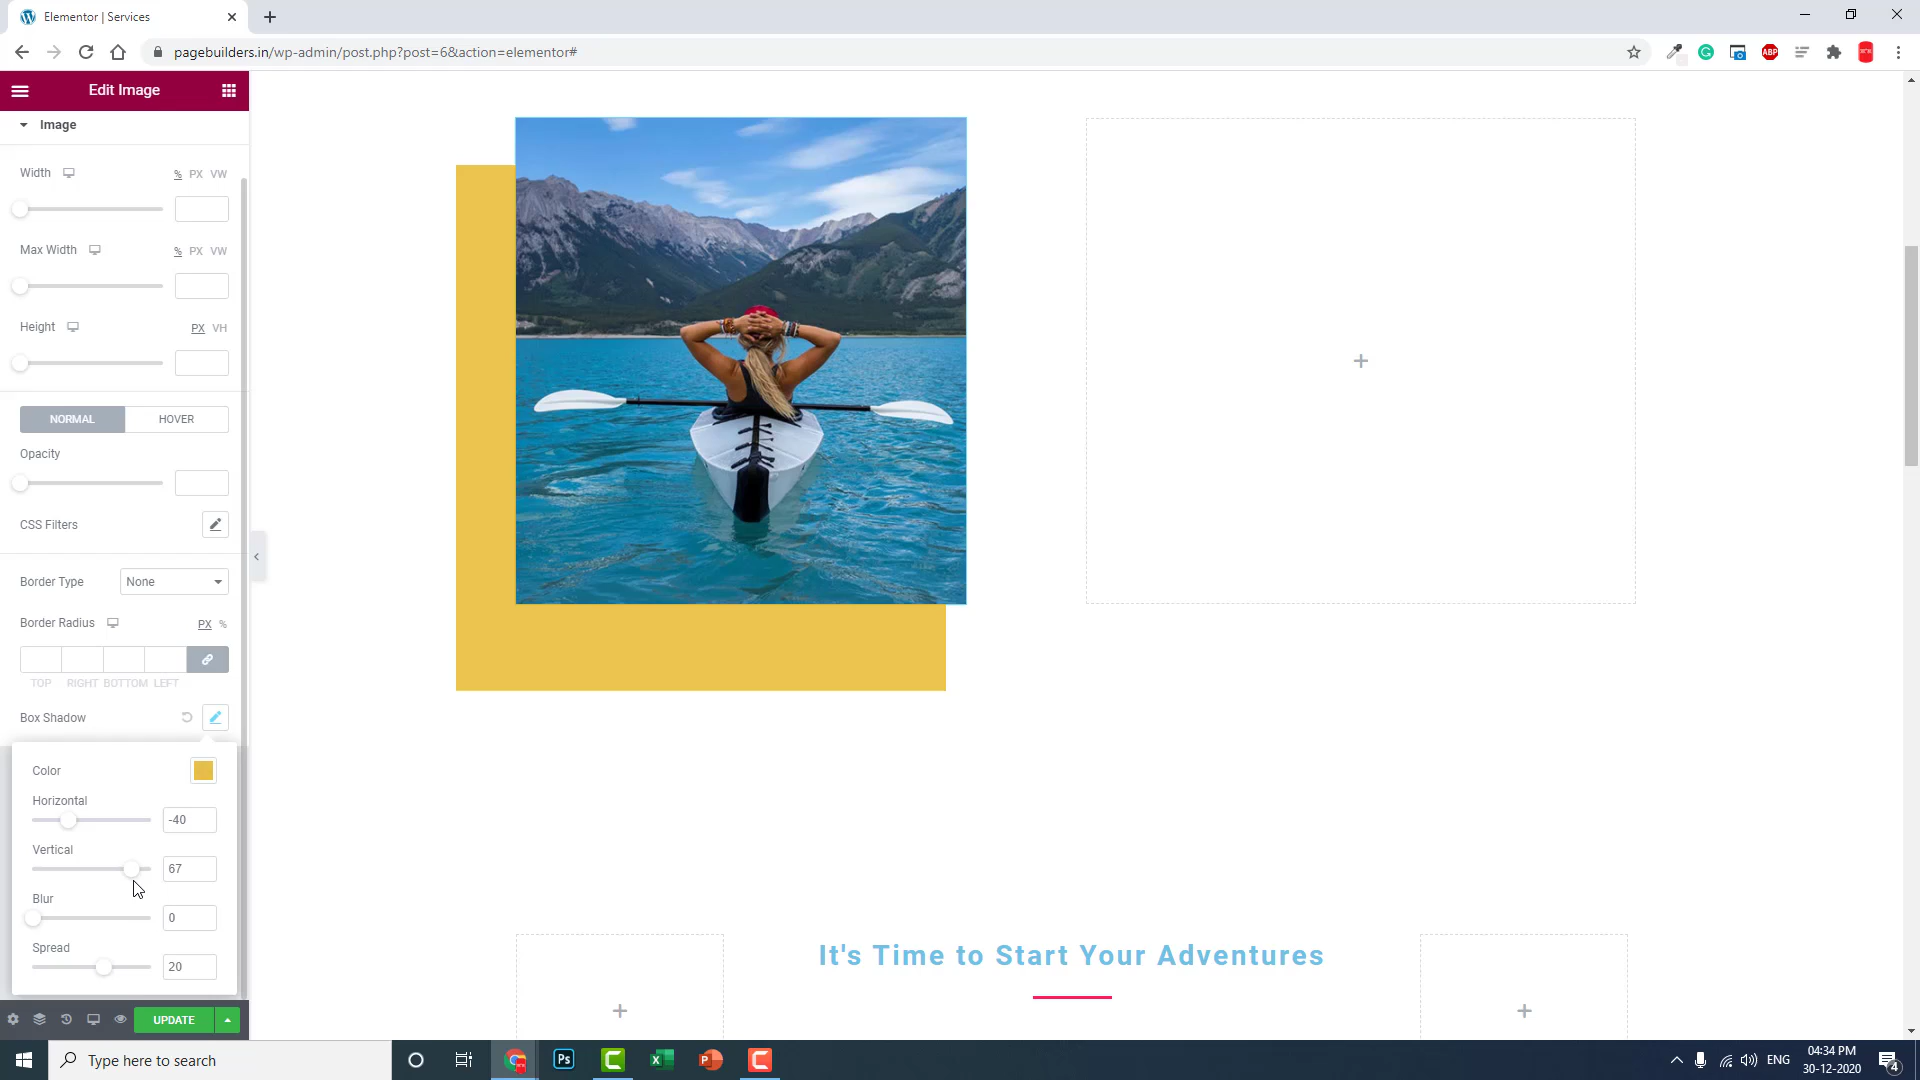 Elementor | Services
pagebuilders.in/wp-admin/post.php?post=6&action=elementor#
ABP
Edit Image
Image
Width % PX VW
Max Width % PX VW
Height PX VH
NORMAL HOVER
Opacity
CSS Filters
Border Type None
Border Radius PX %
TOP RIGHT BOTTOM LEFT
Box Shadow
Color
Horizontal
-40
Vertical
67
Blur
0
Spread
20
UPDATE
It's Time to Start Your Adventures
Type here to search
Ps
ENG
04:34 PM
30-12-2020
4